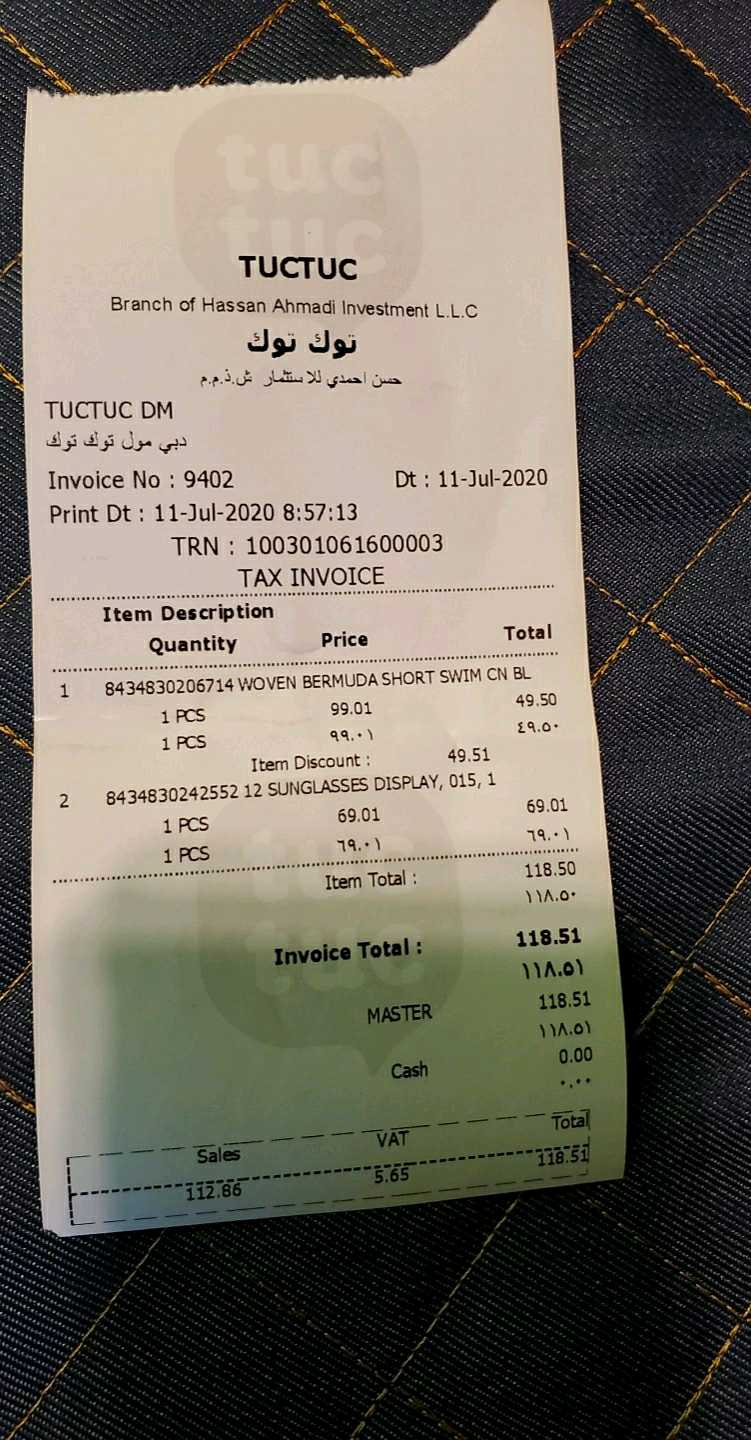 tuc
tuc
TUCTUC
Branch of Hassan Ahmadi Investment L.L.C
توك توك
حسن احمدي للاستثمار ش.ذ.م.م
TUCTUC DM
دبي مول توك توك
Invoice No : 9402 Dt : 11-Jul-2020
Print Dt : 11-Jul-2020 8:57:13
TRN : 100301061600003
TAX INVOICE
Item Description
Quantity Price Total
1 8434830206714 WOVEN BERMUDA SHORT SWIM CN BL
1 PCS 99.01 49.50
1 PCS ٩٩.٠١ ٤٩.٥٠
Item Discount : 49.51
2 8434830242552 12 SUNGLASSES DISPLAY, 015, 1
1 PCS 69.01 69.01
1 PCS ٦٩.٠١ ٦٩.٠١
Item Total : 118.50
١١٨.٥٠
Invoice Total : 118.51
١١٨.٥١
MASTER 118.51
١١٨.٥١
Cash 0.00
٠.٠٠
Sales VAT Total
112.86 5.65 118.51
tuc
tuc